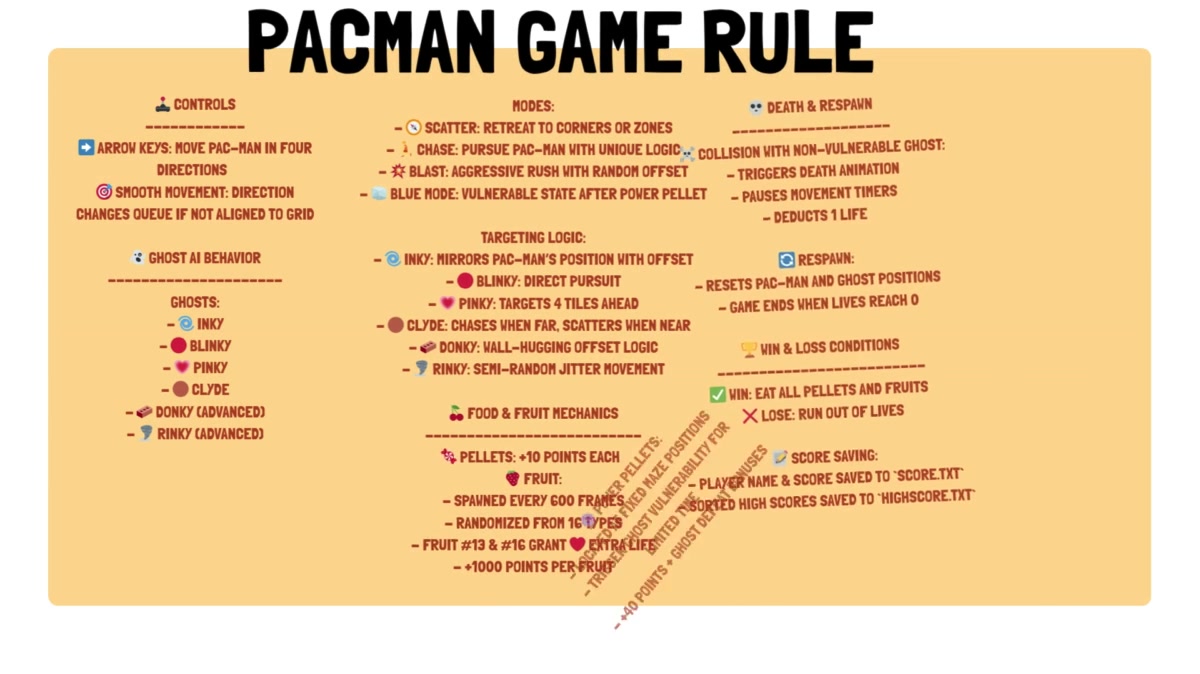 PACMAN GAME RULE
🕹️ CONTROLS
------------
➡️ ARROW KEYS: MOVE PAC-MAN IN FOUR
DIRECTIONS
🎯 SMOOTH MOVEMENT: DIRECTION
CHANGES QUEUE IF NOT ALIGNED TO GRID
👻 GHOST AI BEHAVIOR
---------------------
GHOSTS:
- 🌀 INKY
- 🔴 BLINKY
- 💗 PINKY
- 🟤 CLYDE
- 🍫 DONKY (ADVANCED)
- 🌪️ RINKY (ADVANCED)
MODES:
- 🧭 SCATTER: RETREAT TO CORNERS OR ZONES
- 🏃 CHASE: PURSUE PAC-MAN WITH UNIQUE LOGIC
- 💥 BLAST: AGGRESSIVE RUSH WITH RANDOM OFFSET
- 🧊 BLUE MODE: VULNERABLE STATE AFTER POWER PELLET
TARGETING LOGIC:
- 🌀 INKY: MIRRORS PAC-MAN'S POSITION WITH OFFSET
- 🔴 BLINKY: DIRECT PURSUIT
- 💗 PINKY: TARGETS 4 TILES AHEAD
- 🟤 CLYDE: CHASES WHEN FAR, SCATTERS WHEN NEAR
- 🍫 DONKY: WALL-HUGGING OFFSET LOGIC
- 🌪️ RINKY: SEMI-RANDOM JITTER MOVEMENT
🍒 FOOD & FRUIT MECHANICS
--------------------------
🍬 PELLETS: +10 POINTS EACH
🍓 FRUIT:
- SPAWNED EVERY 600 FRAMES
- RANDOMIZED FROM 16 TYPES
- FRUIT #13 & #16 GRANT ❤️ EXTRA LIFE
- +1000 POINTS PER FRUIT
🔮 POWER PELLETS:
- LOCATED IN FIXED MAZE POSITIONS
- TRIGGER GHOST VULNERABILITY FOR
LIMITED TIME
- +40 POINTS + GHOST DEFEAT BONUSES
💀 DEATH & RESPAWN
-------------------
☠️ COLLISION WITH NON-VULNERABLE GHOST:
- TRIGGERS DEATH ANIMATION
- PAUSES MOVEMENT TIMERS
- DEDUCTS 1 LIFE
🔄 RESPAWN:
- RESETS PAC-MAN AND GHOST POSITIONS
- GAME ENDS WHEN LIVES REACH 0
🏆 WIN & LOSS CONDITIONS
-------------------------
✅ WIN: EAT ALL PELLETS AND FRUITS
❌ LOSE: RUN OUT OF LIVES
📝 SCORE SAVING:
- PLAYER NAME & SCORE SAVED TO `SCORE.TXT`
- SORTED HIGH SCORES SAVED TO `HIGHSCORE.TXT`